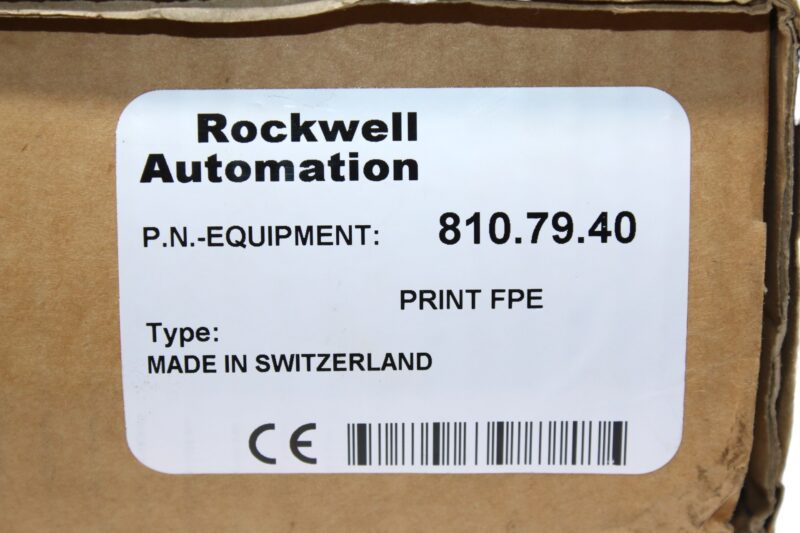 Rockwell
Automation
P.N.-EQUIPMENT: 810.79.40
PRINT FPE
Type:
MADE IN SWITZERLAND
CE